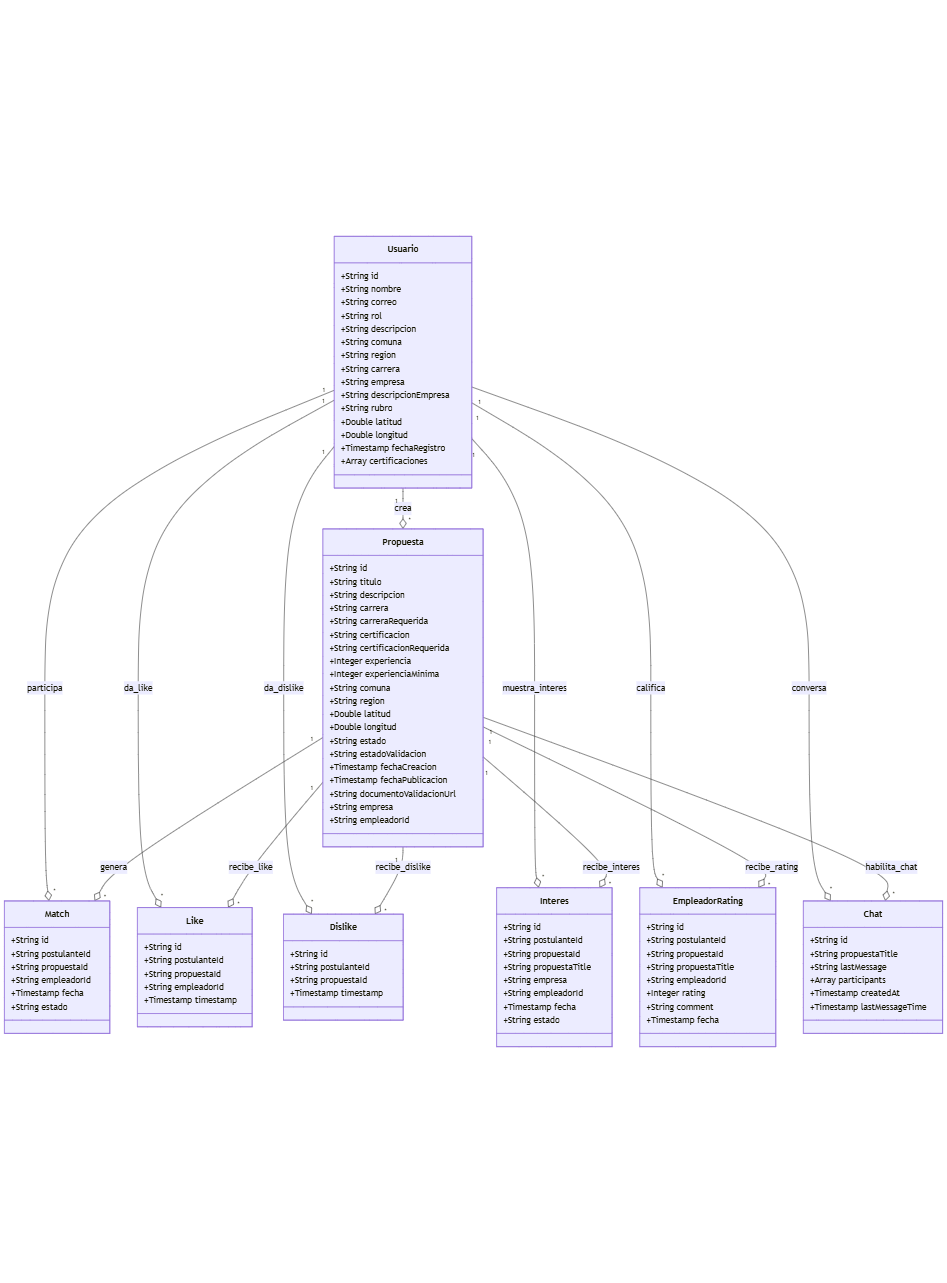 Usuario
+String id
+String nombre
+String correo
+String rol
+String descripcion
+String comuna
+String region
+String carrera
+String empresa
+String descripcionEmpresa
+String rubro
+Double latitud
+Double longitud
+Timestamp fechaRegistro
+Array certificaciones
1
1
1
1
1
1
1
crea
*
Propuesta
+String id
+String titulo
+String descripcion
+String carrera
+String carreraRequerida
+String certificacion
+String certificacionRequerida
+Integer experiencia
+Integer experienciaMinima
+String comuna
+String region
+Double latitud
+Double longitud
+String estado
+String estadoValidacion
+Timestamp fechaCreacion
+Timestamp fechaPublicacion
+String documentoValidacionUrl
+String empresa
+String empleadorId
participa
da_like
da_dislike
muestra_interes
califica
conversa
1
1
1
1
1
1
genera
recibe_like
recibe_dislike
recibe_interes
recibe_rating
habilita_chat
*
*
*
*
*
*
*
*
*
*
*
*
Match
+String id
+String postulanteId
+String propuestaId
+String empleadorId
+Timestamp fecha
+String estado
Like
+String id
+String postulanteId
+String propuestaId
+String empleadorId
+Timestamp timestamp
Dislike
+String id
+String postulanteId
+String propuestaId
+Timestamp timestamp
Interes
+String id
+String postulanteId
+String propuestaId
+String propuestaTitle
+String empresa
+String empleadorId
+Timestamp fecha
+String estado
EmpleadorRating
+String id
+String postulanteId
+String propuestaId
+String propuestaTitle
+String empleadorId
+Integer rating
+String comment
+Timestamp fecha
Chat
+String id
+String propuestaTitle
+String lastMessage
+Array participants
+Timestamp createdAt
+Timestamp lastMessageTime